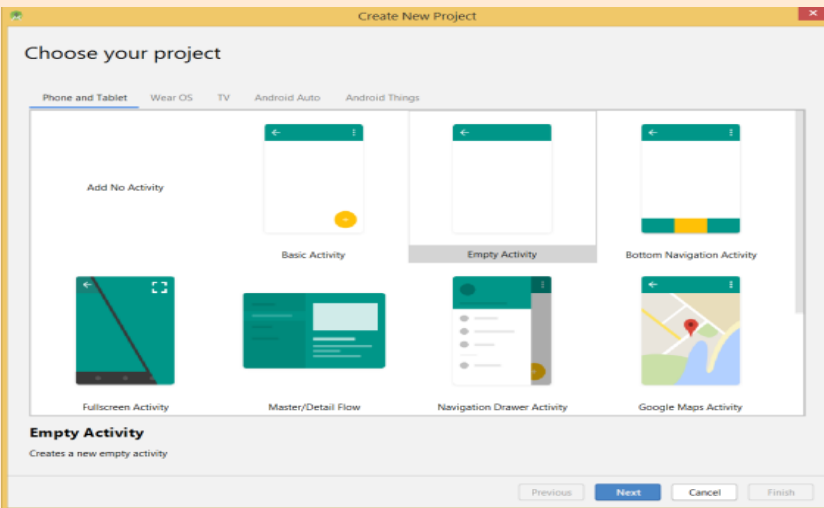 Create New Project
Choose your project
Phone and Tablet Wear OS TV Android Auto Android Things
Add No Activity
Basic Activity Empty Activity Bottom Navigation Activity
Fullscreen Activity Master/Detail Flow Navigation Drawer Activity Google Maps Activity
Empty Activity
Creates a new empty activity
Previous Next Cancel Finish